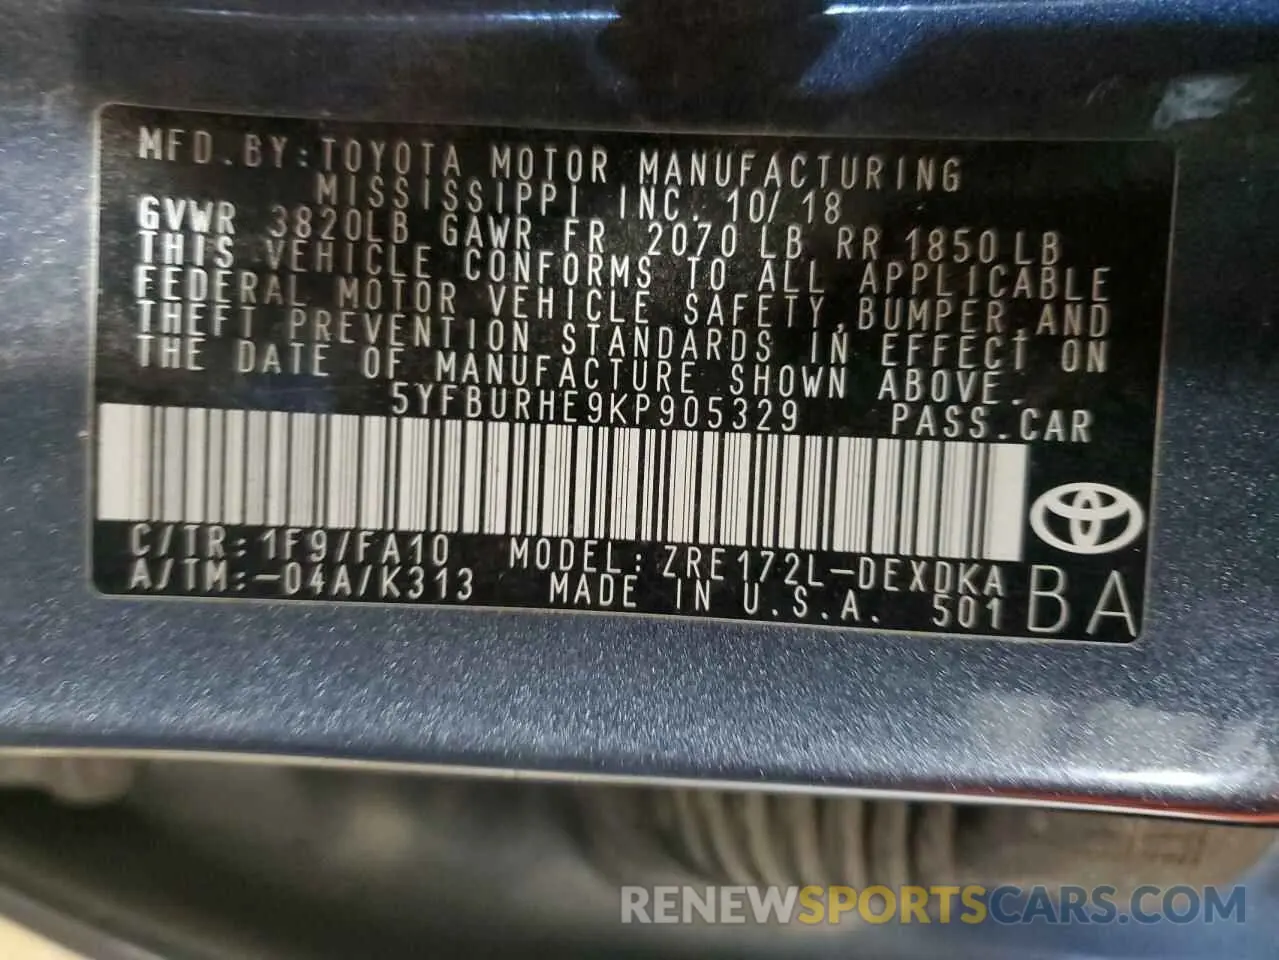 MFD.BY:TOYOTA MOTOR MANUFACTURING
MISSISSIPPI INC. 10/18
GVWR 3820LB GAWR FR 2070 LB RR 1850 LB
THIS VEHICLE CONFORMS TO ALL APPLICABLE
FEDERAL MOTOR VEHICLE SAFETY,BUMPER,AND
THEFT PREVENTION STANDARDS IN EFFECT ON
THE DATE OF MANUFACTURE SHOWN ABOVE.
5YFBURHE9KP905329 PASS.CAR
C/TR:1F9/FA10 MODEL:ZRE172L-DEXDKA
A/TM:-04A/K313 MADE IN U.S.A. 501
BA
RENEWSPORTSCARS.COM